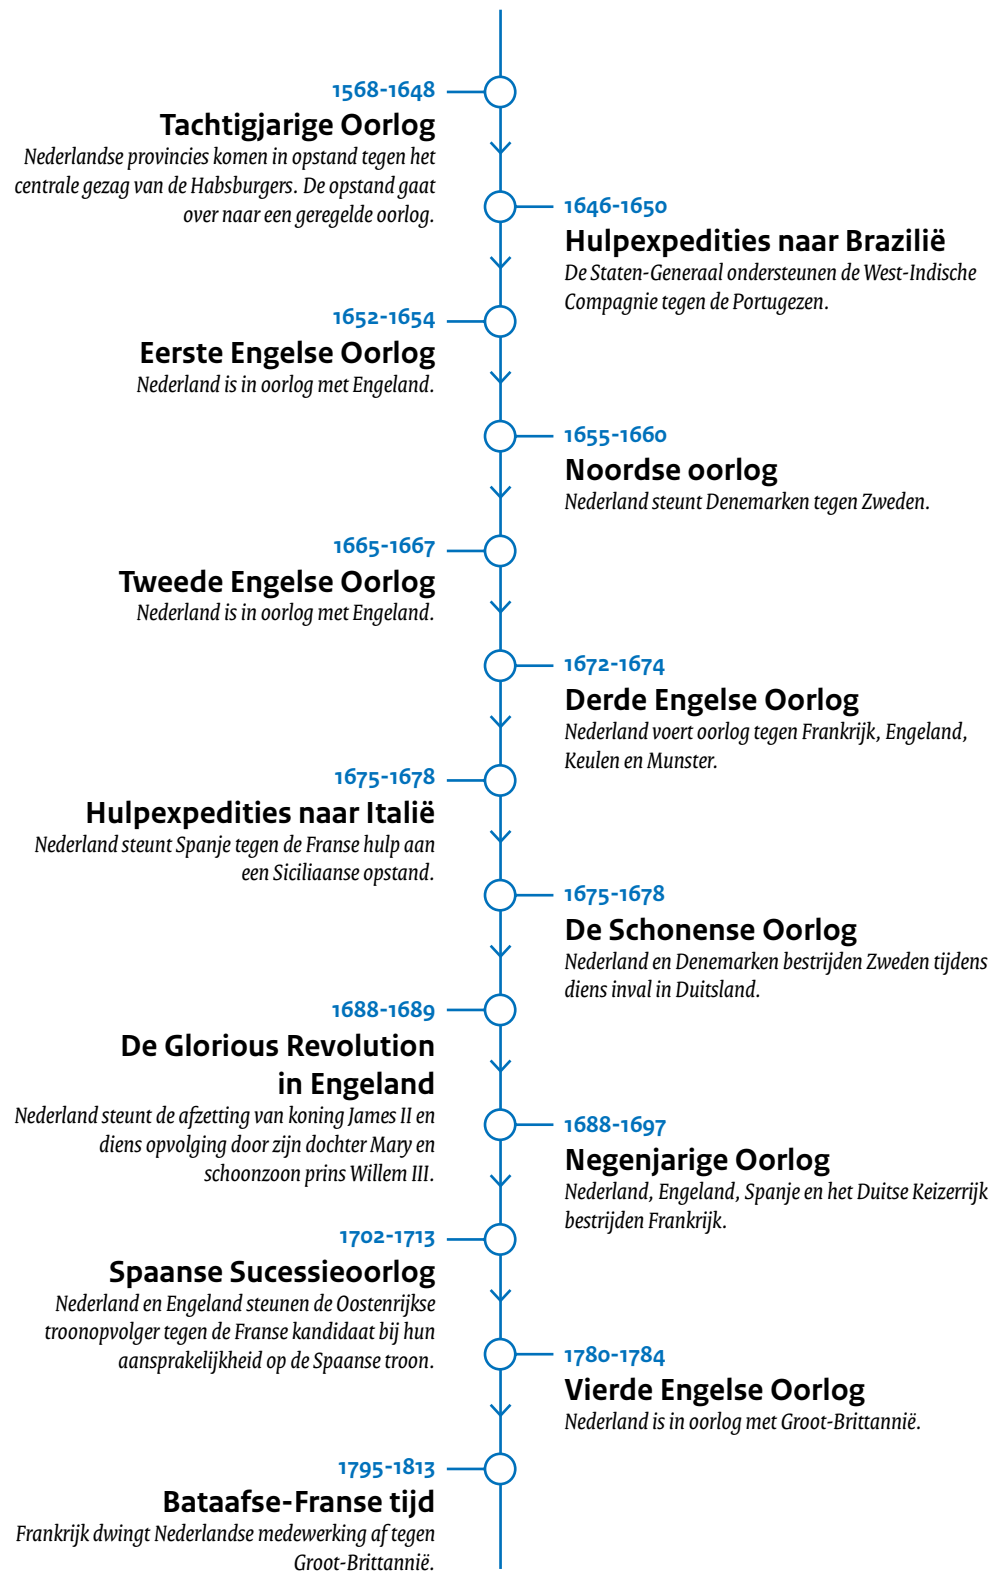 1568-1648
Tachtigjarige Oorlog
Nederlandse provincies komen in opstand tegen het
centrale gezag van de Habsburgers. De opstand gaat
over naar een geregelde oorlog.
1646-1650
Hulpexpedities naar Brazilië
De Staten-Generaal ondersteunen de West-Indische
Compagnie tegen de Portugezen.
1652-1654
Eerste Engelse Oorlog
Nederland is in oorlog met Engeland.
1655-1660
Noordse oorlog
Nederland steunt Denemarken tegen Zweden.
1665-1667
Tweede Engelse Oorlog
Nederland is in oorlog met Engeland.
1672-1674
Derde Engelse Oorlog
Nederland voert oorlog tegen Frankrijk, Engeland,
Keulen en Munster.
1675-1678
Hulpexpedities naar Italië
Nederland steunt Spanje tegen de Franse hulp aan
een Siciliaanse opstand.
1675-1678
De Schonense Oorlog
Nederland en Denemarken bestrijden Zweden tijdens
diens inval in Duitsland.
1688-1689
De Glorious Revolution
in Engeland
Nederland steunt de afzetting van koning James II en
diens opvolging door zijn dochter Mary en
schoonzoon prins Willem III.
1688-1697
Negenjarige Oorlog
Nederland, Engeland, Spanje en het Duitse Keizerrijk
bestrijden Frankrijk.
1702-1713
Spaanse Sucessieoorlog
Nederland en Engeland steunen de Oostenrijkse
troonopvolger tegen de Franse kandidaat bij hun
aansprakelijkheid op de Spaanse troon.
1780-1784
Vierde Engelse Oorlog
Nederland is in oorlog met Groot-Brittannië.
1795-1813
Bataafse-Franse tijd
Frankrijk dwingt Nederlandse medewerking af tegen
Groot-Brittannië.